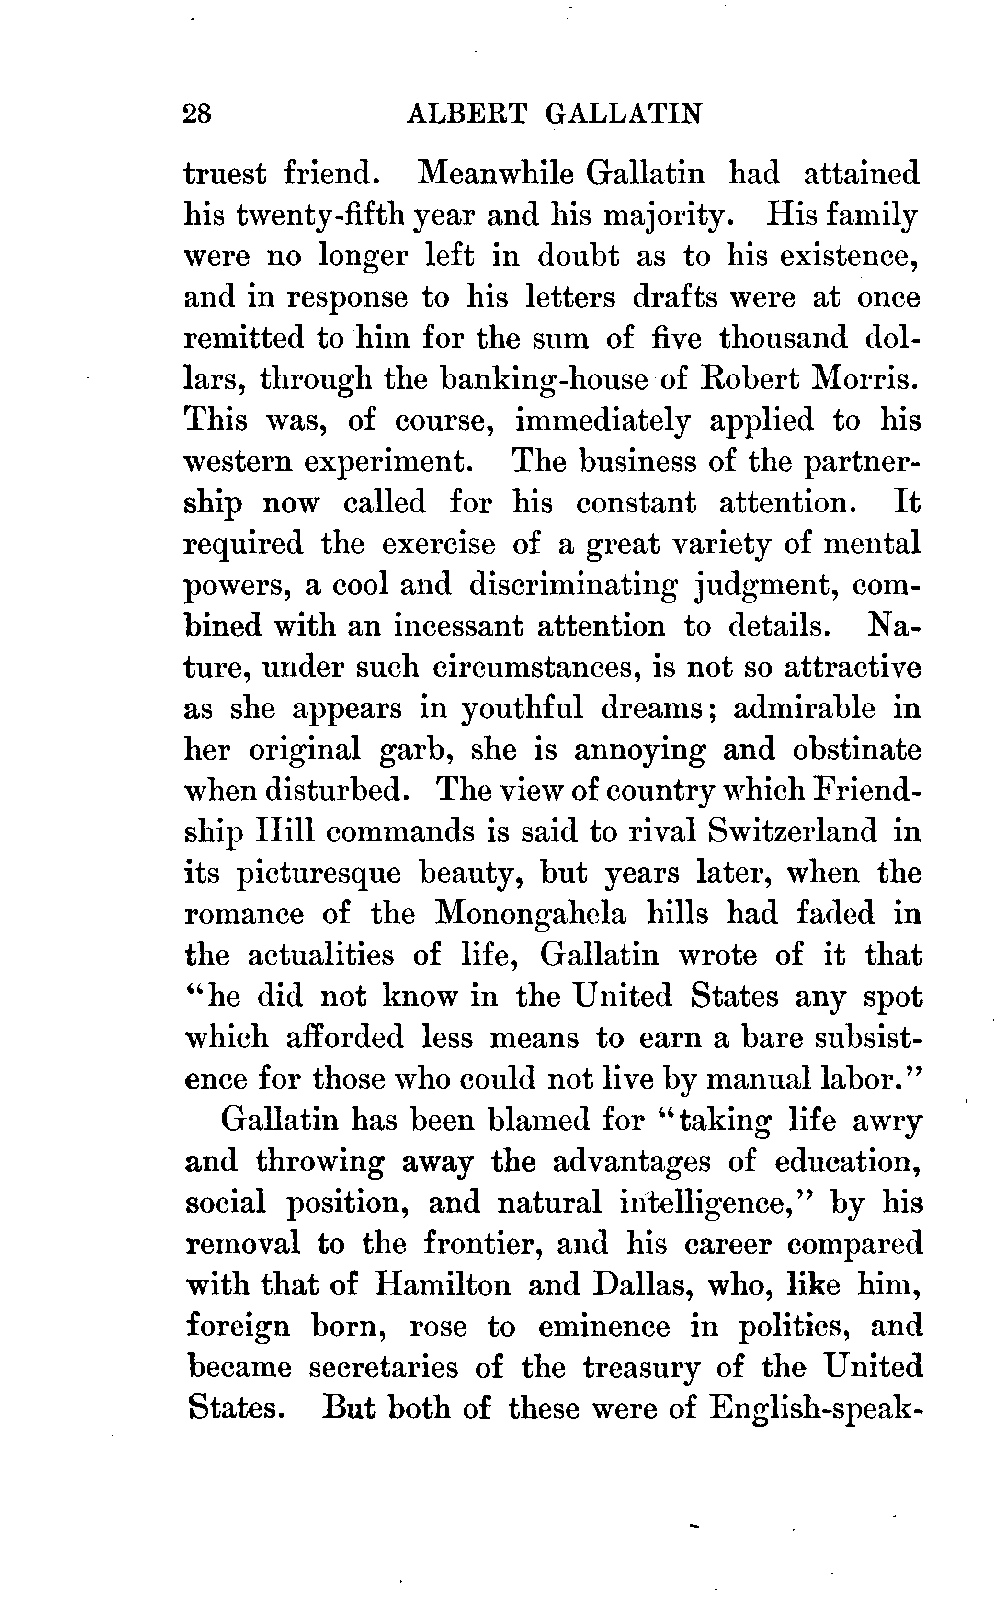 28 ALBERT GALLATIN
truest friend. Meanwhile Gallatin had attained
his twenty-fifth year and his majority. His family
were no longer left in doubt as to his existence,
and in response to his letters drafts were at once
remitted to him for the sum of five thousand dol-
lars, through the banking-house of Robert Morris.
This was, of course, immediately applied to his
western experiment. The business of the partner-
ship now called for his constant attention. It
required the exercise of a great variety of mental
powers, a cool and discriminating judgment, com-
bined with an incessant attention to details. Na-
ture, under such circumstances, is not so attractive
as she appears in youthful dreams; admirable in
her original garb, she is annoying and obstinate
when disturbed. The view of country which Friend-
ship Hill commands is said to rival Switzerland in
its picturesque beauty, but years later, when the
romance of the Monongahela hills had faded in
the actualities of life, Gallatin wrote of it that
"he did not know in the United States any spot
which afforded less means to earn a bare subsist-
ence for those who could not live by manual labor."
Gallatin has been blamed for "taking life awry
and throwing away the advantages of education,
social position, and natural intelligence," by his
removal to the frontier, and his career compared
with that of Hamilton and Dallas, who, like him,
foreign born, rose to eminence in politics, and
became secretaries of the treasury of the United
States. But both of these were of English-speak-